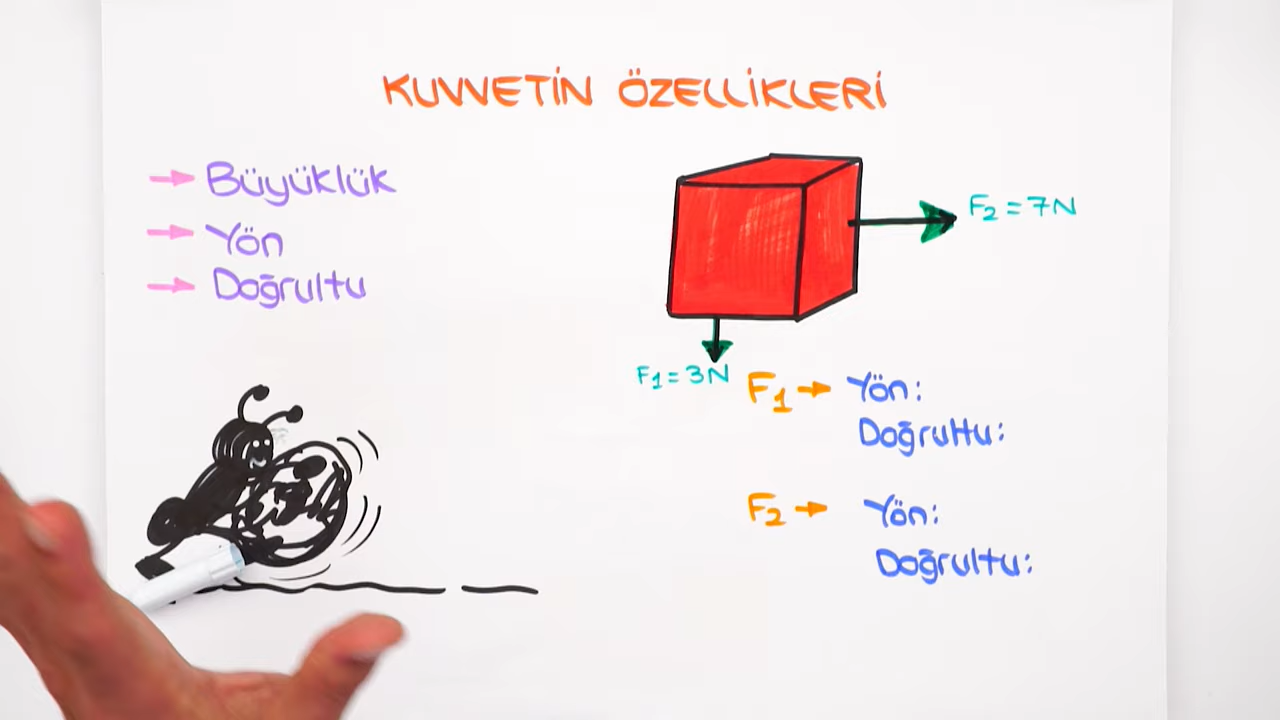 KUVVETİN ÖZELLİKLERİ
→ Büyüklük
→ Yön
→ Doğrultu
F2 = 7N
F1 = 3N
F1 → Yön:
Doğrultu:
F2 → Yön:
Doğrultu: